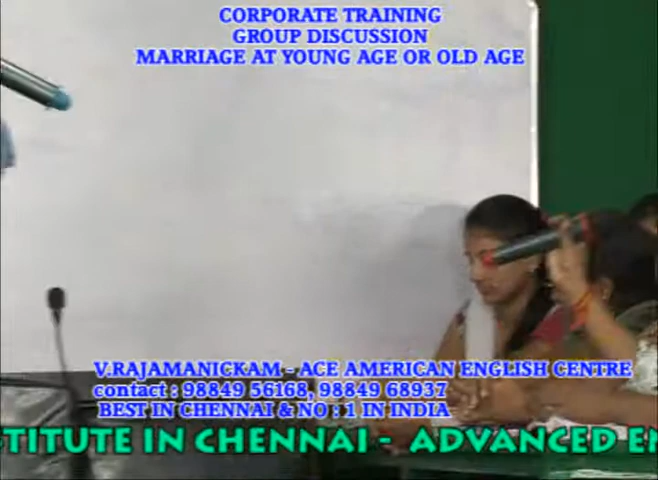 CORPORATE TRAINING
GROUP DISCUSSION
MARRIAGE AT YOUNG AGE OR OLD AGE
V.RAJAMANICKAM - ACE AMERICAN ENGLISH CENTRE
contact : 98849 56168, 98849 68937
BEST IN CHENNAI & NO : 1 IN INDIA
STITUTE IN CHENNAI - ADVANCED EN